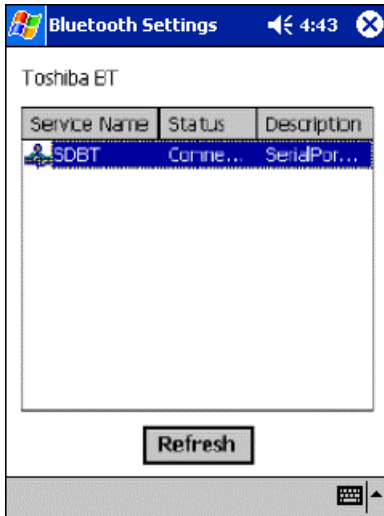 Bluetooth Settings 4:43
Toshiba BT
Service Name Status Description
SDBT Conne... SerialPor...
Refresh